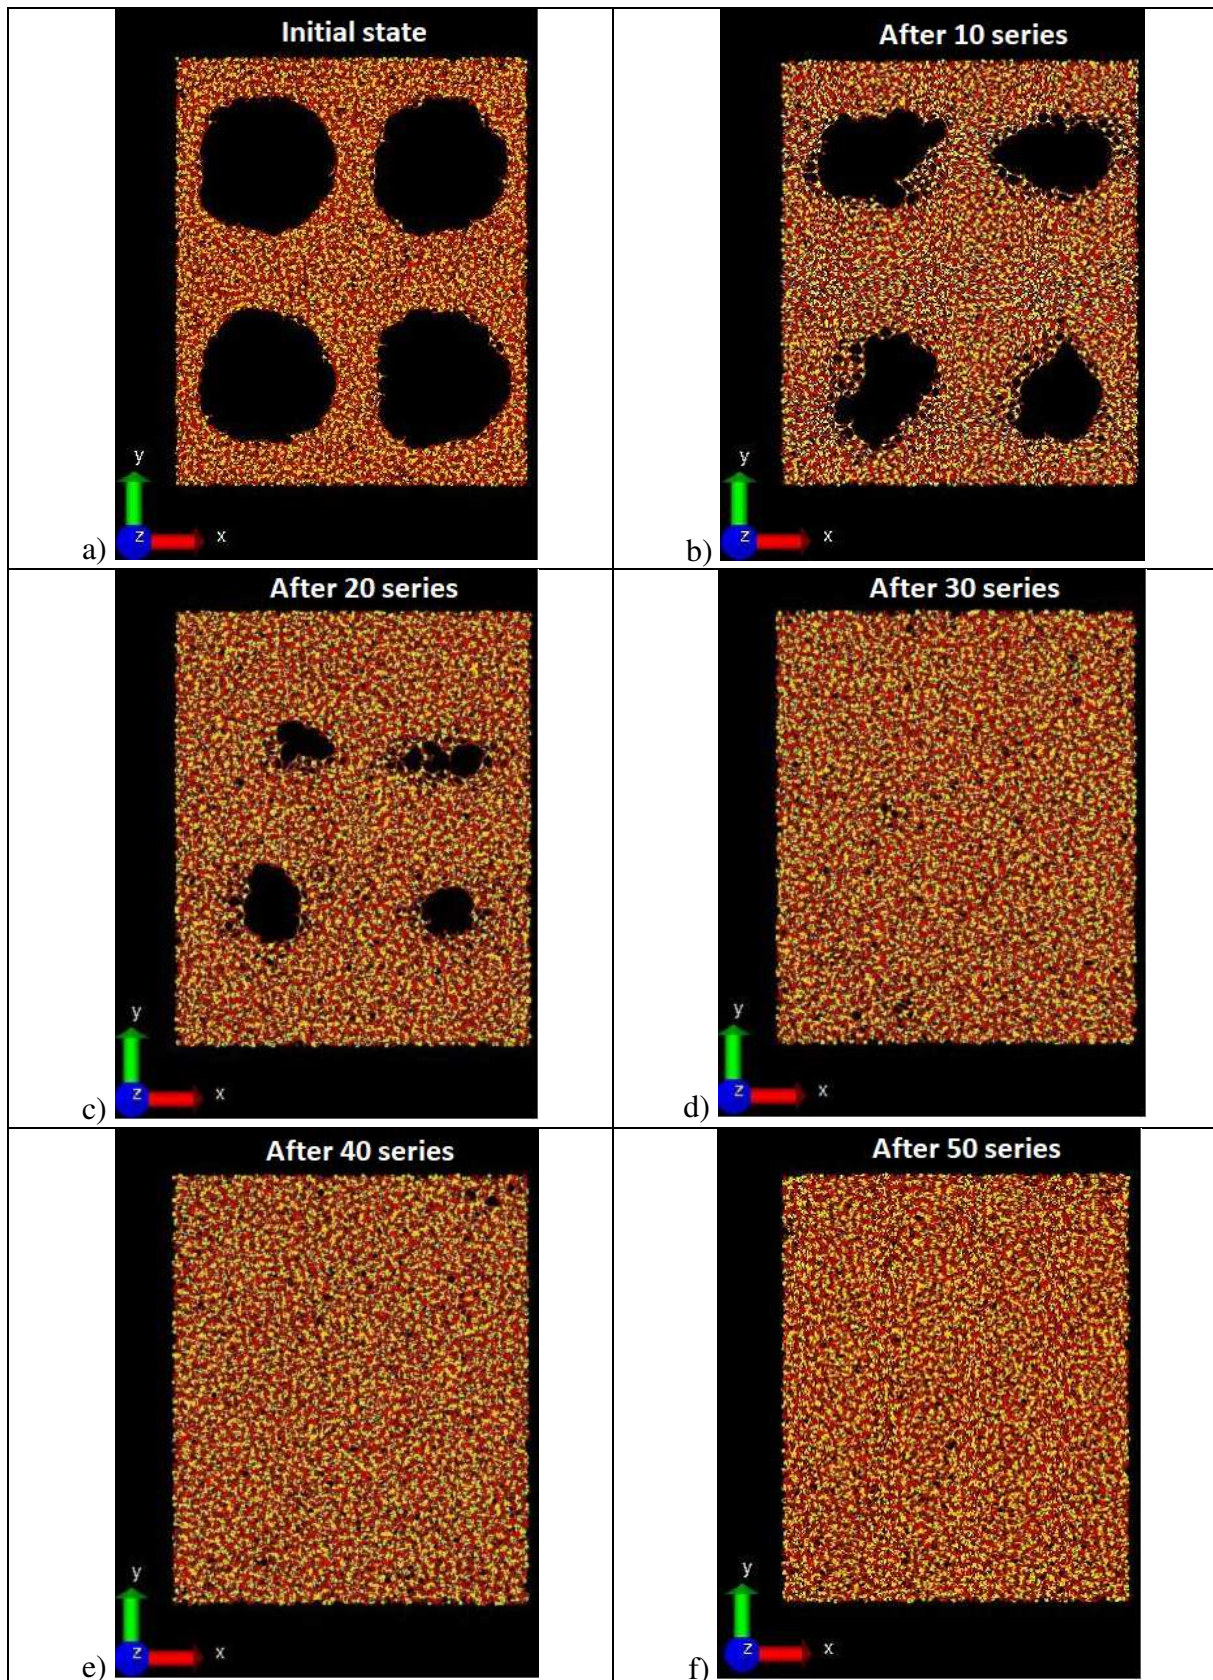 Initial state
y
z
x
a)
After 10 series
y
z
x
b)
After 20 series
y
z
x
c)
After 30 series
y
z
x
d)
After 40 series
y
z
x
e)
After 50 series
y
z
x
f)